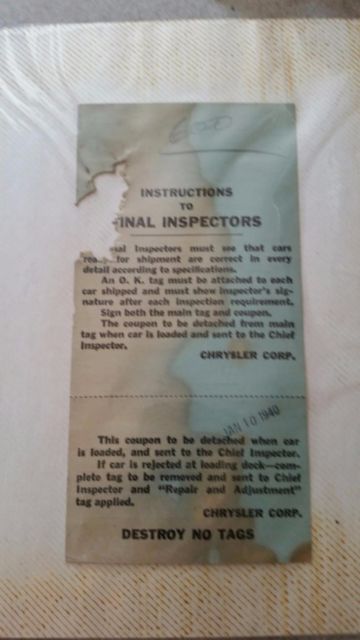 INSTRUCTIONS
TO
FINAL INSPECTORS
Inspectors must see that cars
for shipment are correct in every
detail according to specifications.
An O. K. tag must be attached to each
car shipped and must show inspector's sig-
nature after each inspection requirement.
Sign both the main tag and coupon.
The coupon to be detached from main
tag when car is loaded and sent to the Chief
Inspector.
CHRYSLER CORP.
JAN 10 1940
This coupon to be detached when car
is loaded, and sent to the Chief Inspector.
If car is rejected at loading dock—com-
plete tag to be removed and sent to Chief
Inspector and "Repair and Adjustment"
tag applied.
CHRYSLER CORP.
DESTROY NO TAGS